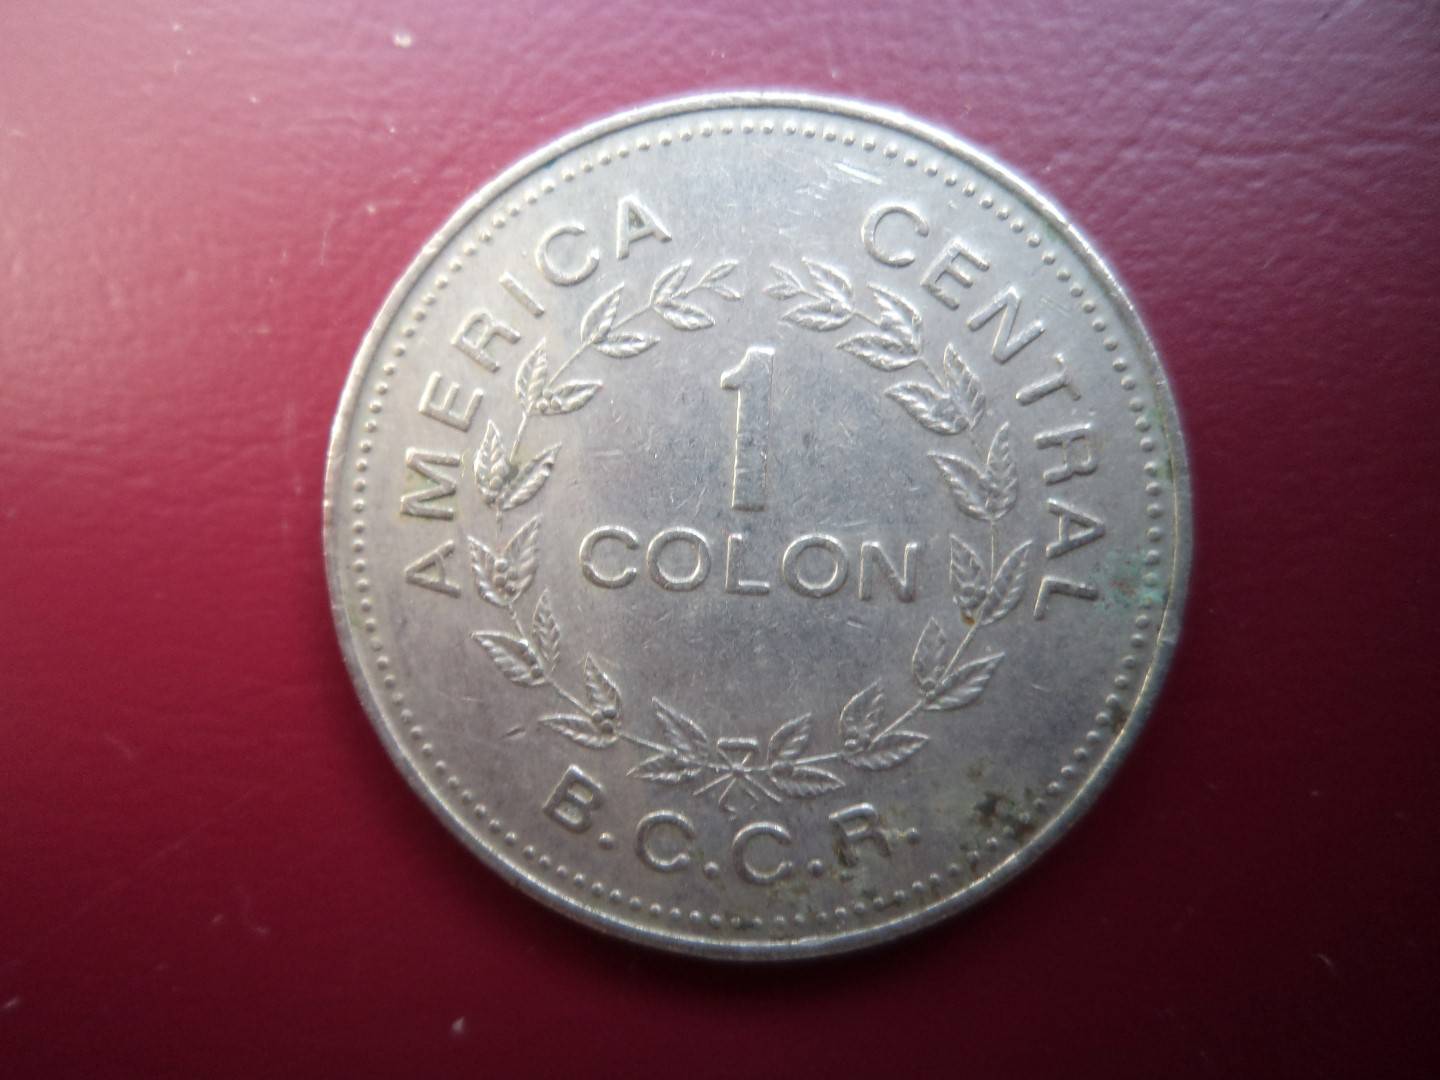 AMERICA CENTRAL
1
COLON
B.C.C.R.